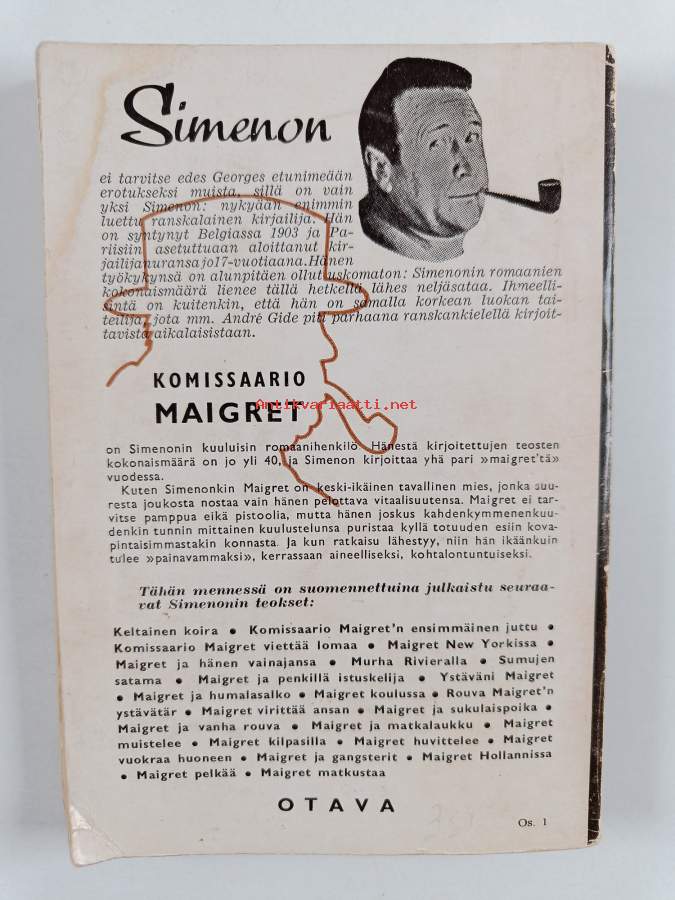 Simenon
ei tarvitse edes Georges etunimeään
erotukseksi muista, sillä on vain
yksi Simenon: nykyään enimmin
luettu ranskalainen kirjailija. Hän
on syntynyt Belgiassa 1903 ja Pa-
riisiin asetuttuaan aloittanut kir-
jailijanuransa jo 17-vuotiaana. Hänen
työkykynsä on alunpitäen ollut uskomaton: Simenonin romaanien
kokonaismäärä lienee tällä hetkellä lähes neljäsataa. Ihmeelli-
sintä on kuitenkin, että hän on samalla korkean luokan tai-
teilija, jota mm. André Gide piti parhaana ranskankielellä kirjoit-
tavista aikalaisistaan.
KOMISSAARIO
MAIGRET
Antikvariaatti.net
on Simenonin kuuluisin romaanihenkilö. Hänestä kirjoitettujen teosten
kokonaismäärä on jo yli 40, ja Simenon kirjoittaa yhä pari »maigret'tä»
vuodessa.
Kuten Simenonkin Maigret on keski-ikäinen tavallinen mies, jonka suu-
resta joukosta nostaa vain hänen pelottava vitaalisuutensa. Maigret ei tar-
vitse pamppua eikä pistoolia, mutta hänen joskus kahdenkymmenenkuu-
denkin tunnin mittainen kuulustelunsa puristaa kyllä totuuden esiin kova-
pintaisimmastakin konnasta. Ja kun ratkaisu lähestyy, niin hän ikäänkuin
tulee »painavammaksi», kerrassaan aineelliseksi, kohtalontuntuiseksi.
Tähän mennessä on suomennettuina julkaistu seuraa-
vat Simenonin teokset:
Keltainen koira • Komissaario Maigret'n ensimmäinen juttu •
Komissaario Maigret viettää lomaa • Maigret New Yorkissa •
Maigret ja hänen vainajansa • Murha Rivieralla • Sumujen
satama • Maigret ja penkillä istuskelija • Ystäväni Maigret
• Maigret ja humalasalko • Maigret koulussa • Rouva Maigret'n
ystävätär • Maigret virittää ansan • Maigret ja sukulaispoika •
Maigret ja vanha rouva • Maigret ja matkalaukku • Maigret
muistelee • Maigret kilpasilla • Maigret huvittelee • Maigret
vuokraa huoneen • Maigret ja gangsterit • Maigret Hollannissa
• Maigret pelkää • Maigret matkustaa
OTAVA
Os. 1